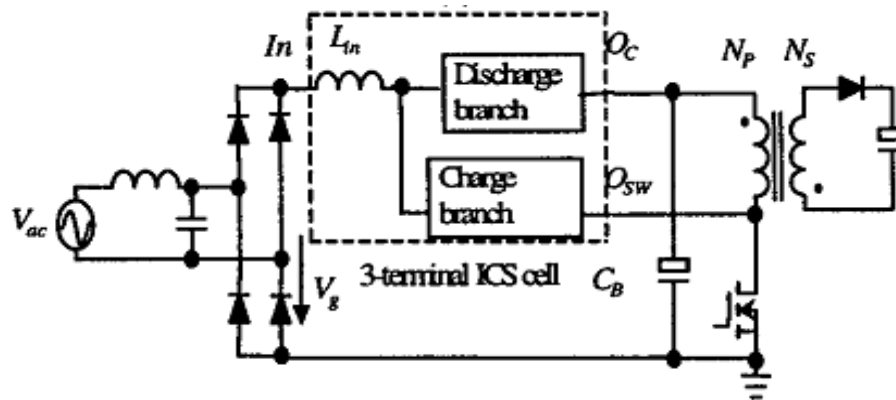 In
L_in
O_C
N_P
N_S
Discharge
branch
O_SW
Charge
branch
V_ac
V_g
3-terminal ICS cell
C_B